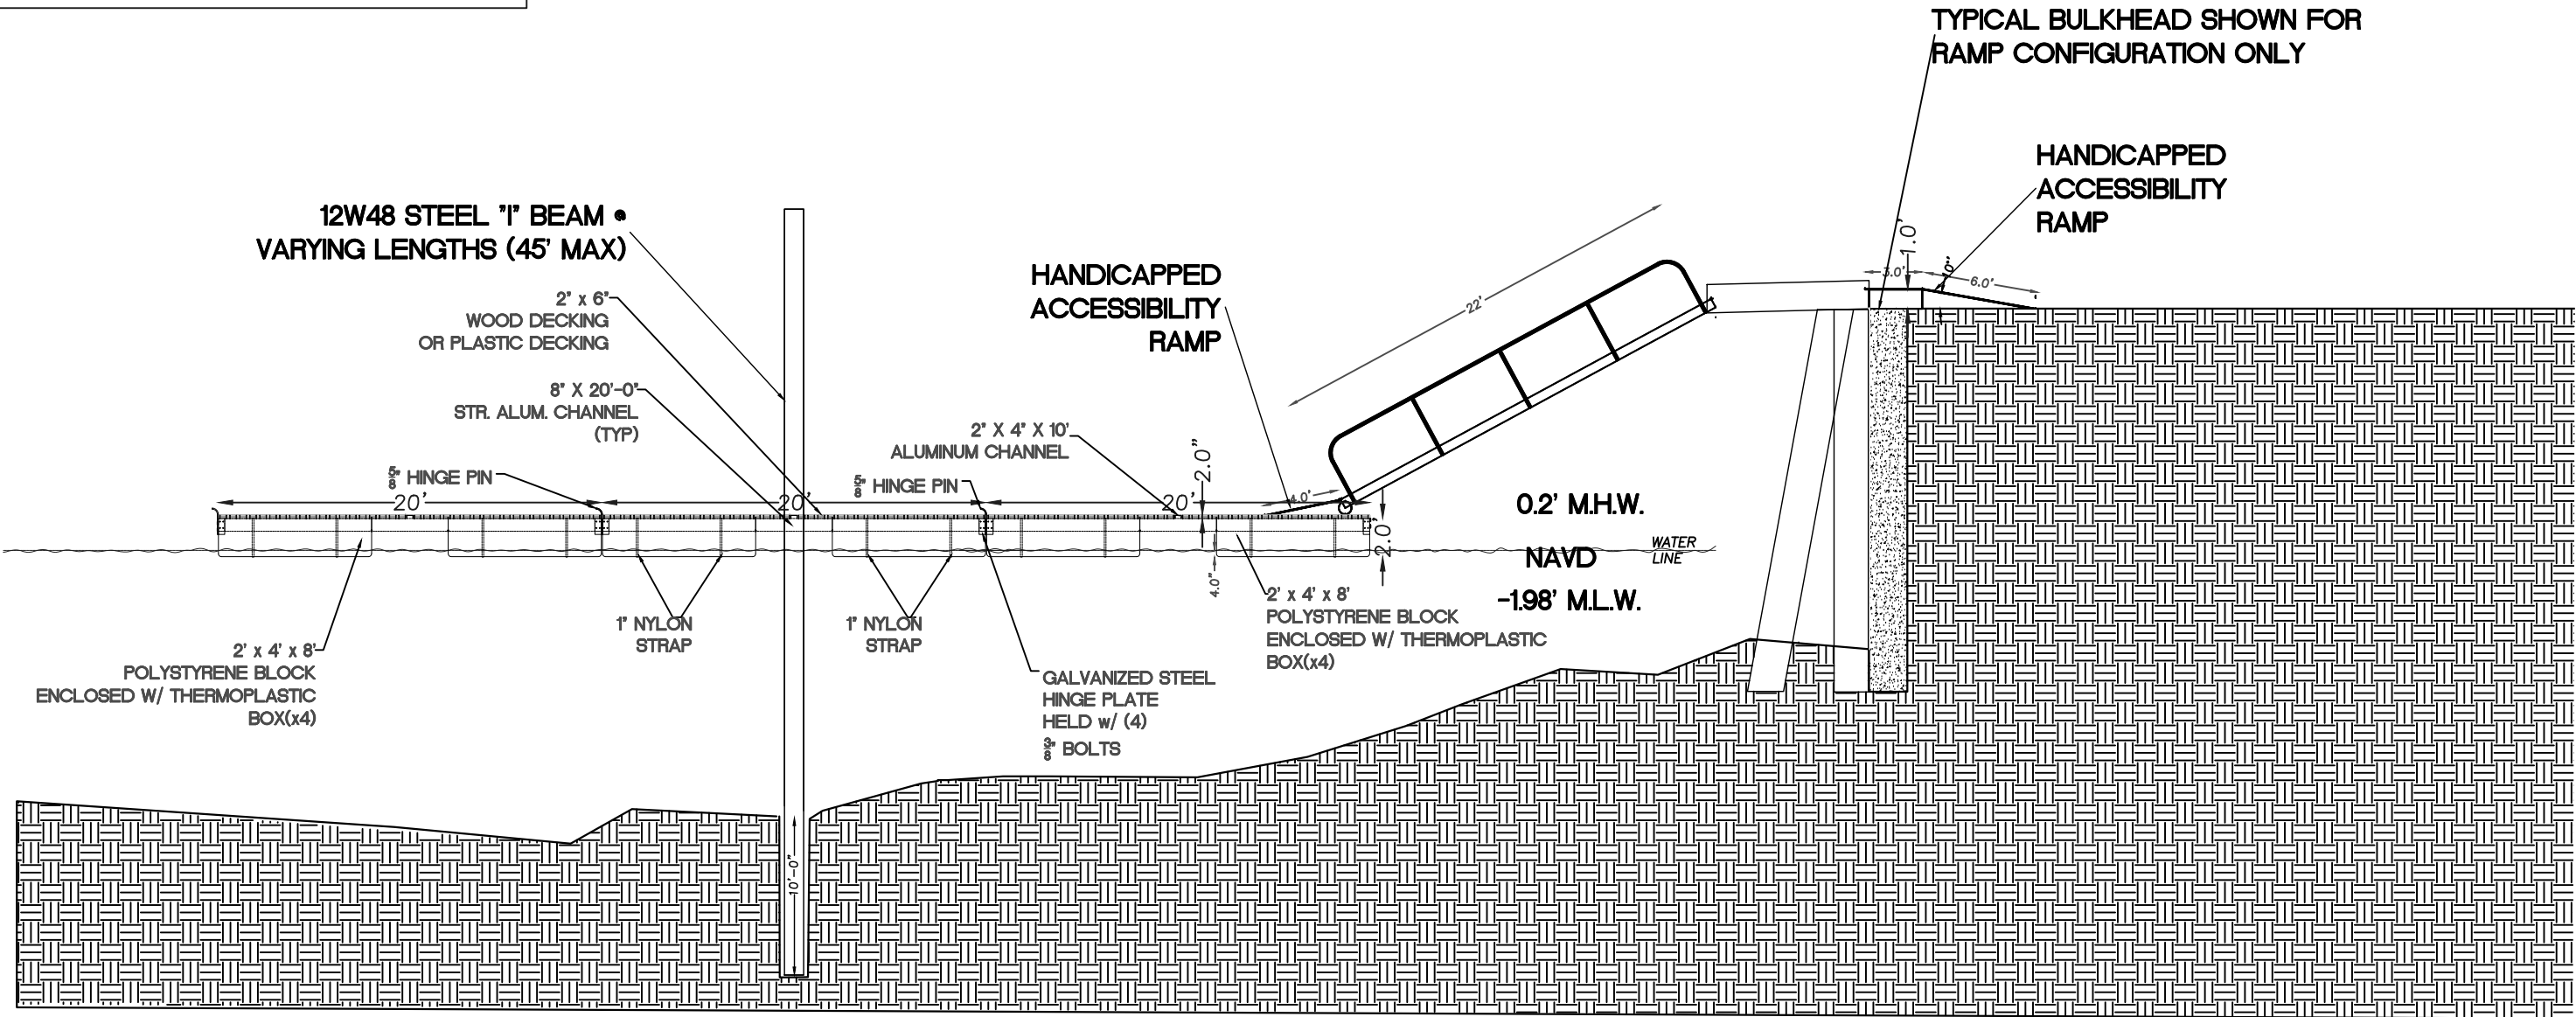 TYPICAL BULKHEAD SHOWN FOR
RAMP CONFIGURATION ONLY
HANDICAPPED
ACCESSIBILITY
RAMP
12W48 STEEL "I" BEAM @
VARYING LENGTHS (45' MAX)
2" x 6"
WOOD DECKING
OR PLASTIC DECKING
8" X 20'-0"
STR. ALUM. CHANNEL
(TYP)
HANDICAPPED
ACCESSIBILITY
RAMP
22'
1.0'
3.0'
6.0'
2" X 4" X 10'
ALUMINUM CHANNEL
2.0"
5/8" HINGE PIN
5/8" HINGE PIN
20'
20'
20'
4.0'
2.0'
4.0"
0.2' M.H.W.
NAVD
-1.98' M.L.W.
WATER
LINE
1" NYLON
STRAP
1" NYLON
STRAP
2' x 4' x 8'
POLYSTYRENE BLOCK
ENCLOSED W/ THERMOPLASTIC
BOX(x4)
2' x 4' x 8'
POLYSTYRENE BLOCK
ENCLOSED W/ THERMOPLASTIC
BOX(x4)
GALVANIZED STEEL
HINGE PLATE
HELD w/ (4)
3/8" BOLTS
10'-0"